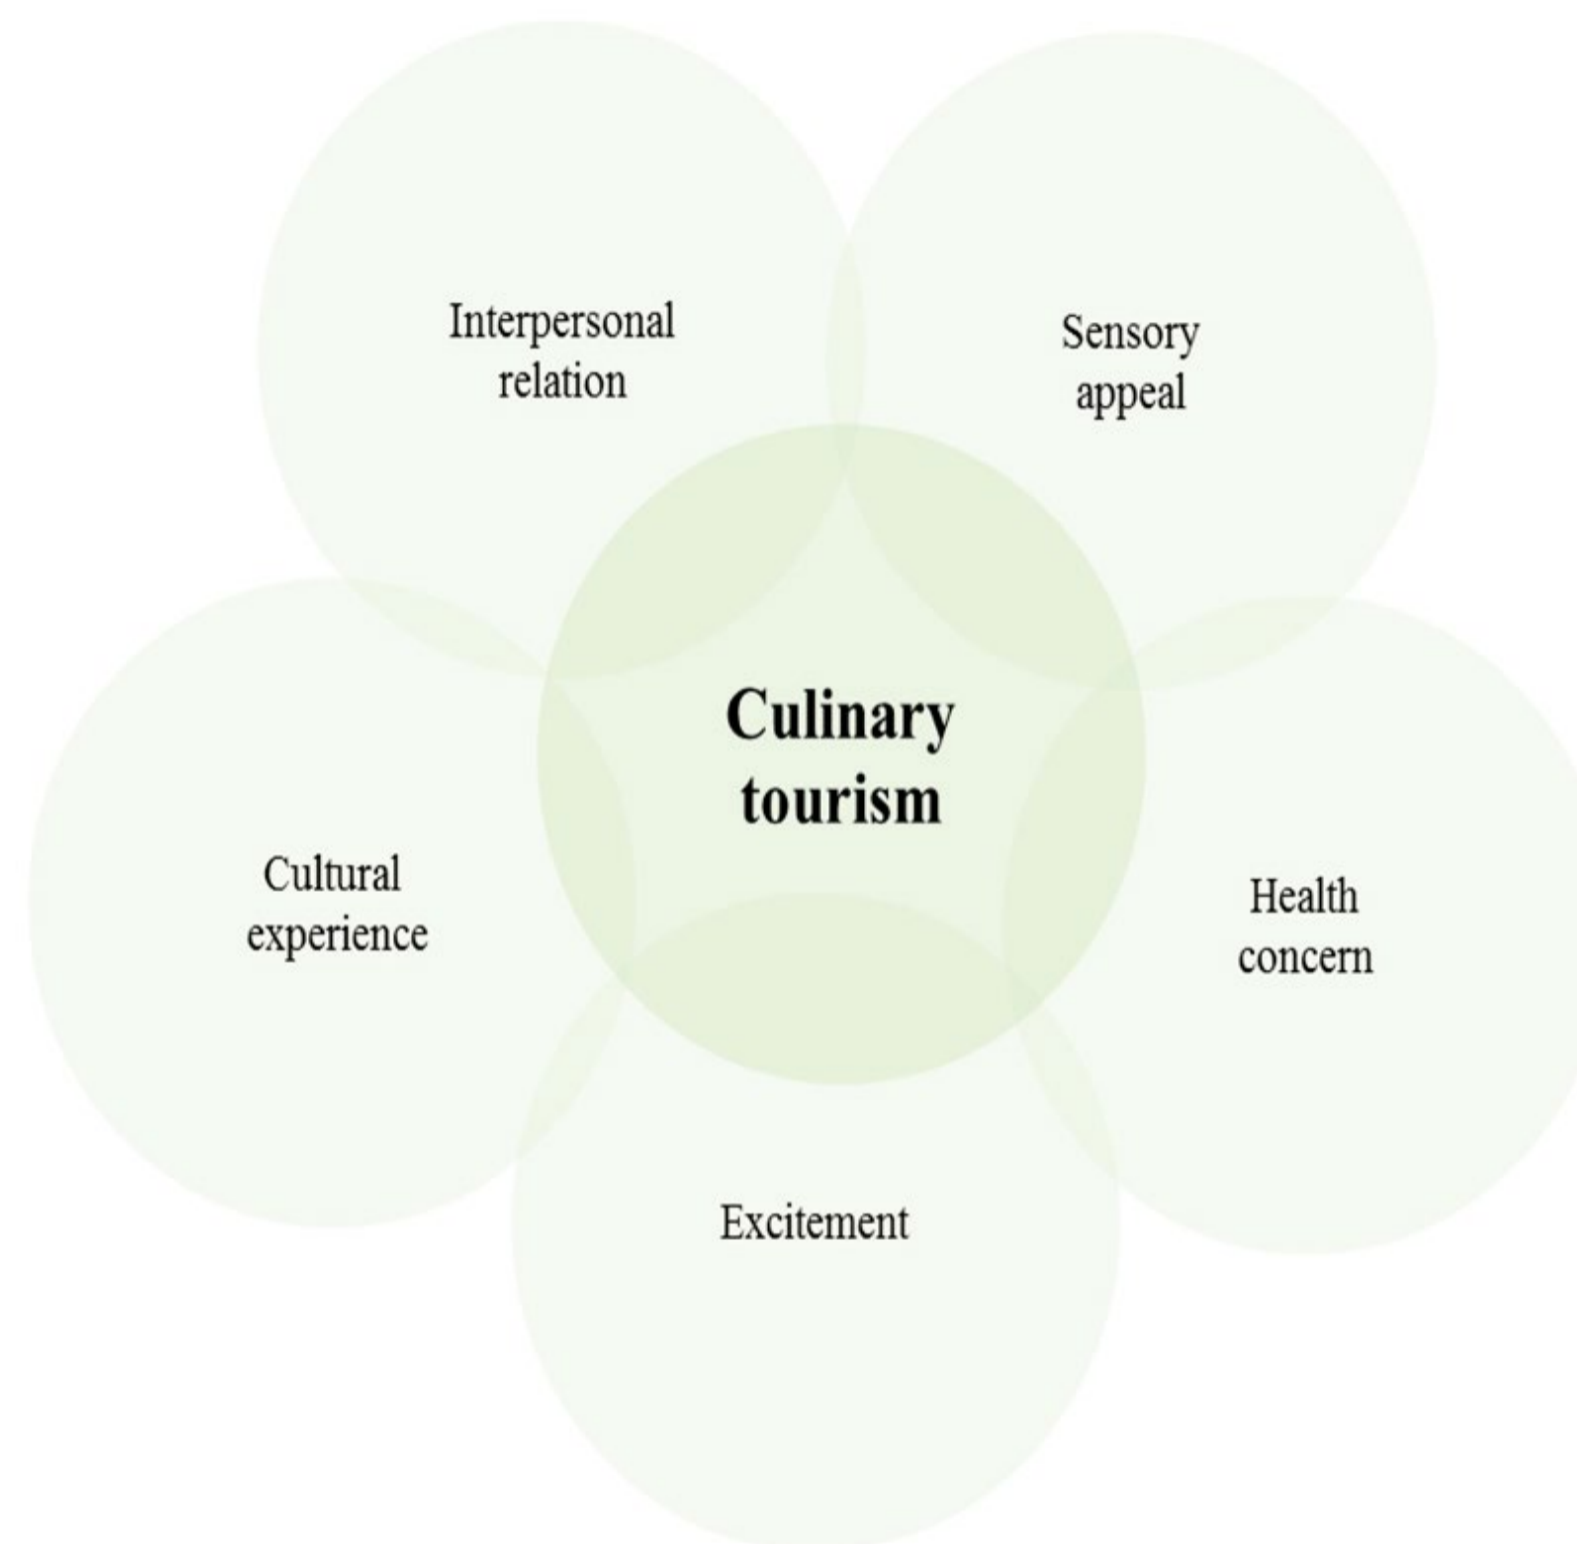 Interpersonal
relation
Sensory
appeal
Culinary
tourism
Cultural
experience
Health
concern
Excitement